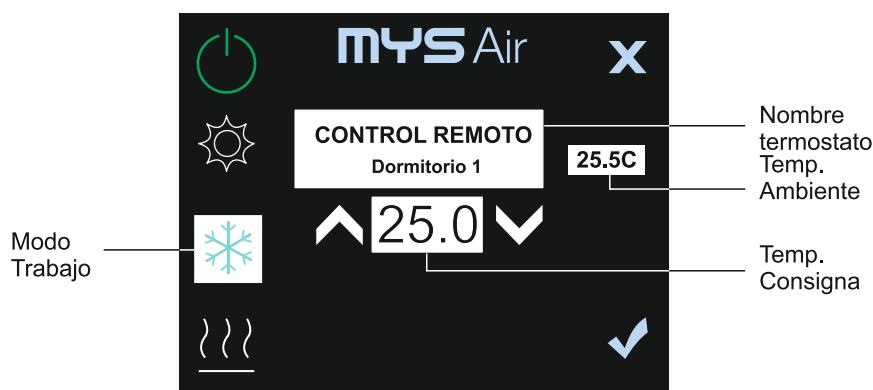 MYS Air
X
CONTROL REMOTO
Dormitorio 1
25.5C
25.0
Nombre
termostato
Temp.
Ambiente
Modo
Trabajo
Temp.
Consigna